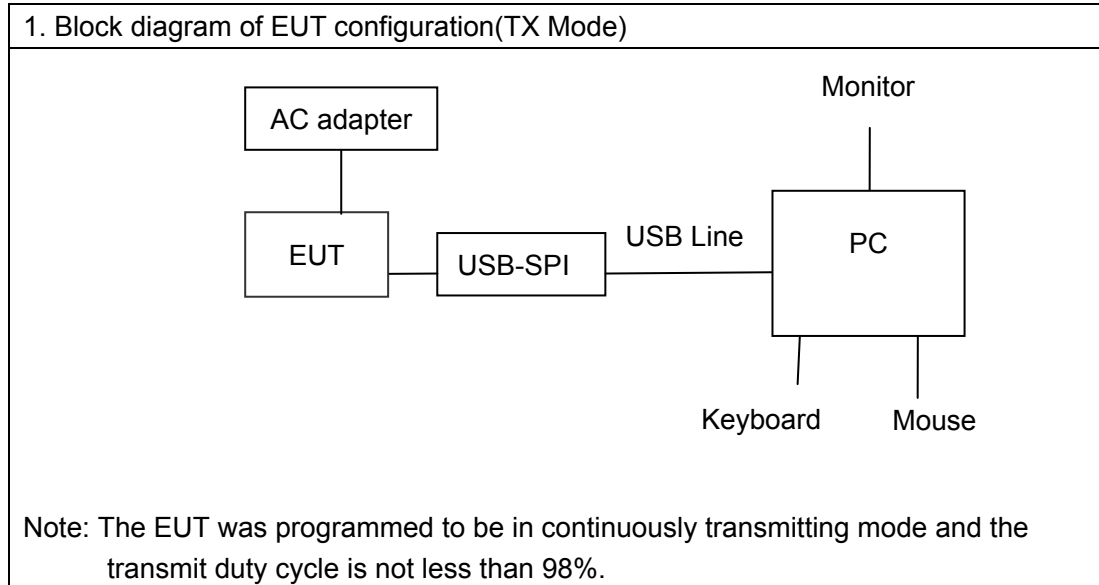 1. Block diagram of EUT configuration(TX Mode)
Monitor
AC adapter
EUT
USB-SPI
USB Line
PC
Keyboard
Mouse
Note: The EUT was programmed to be in continuously transmitting mode and the
transmit duty cycle is not less than 98%.